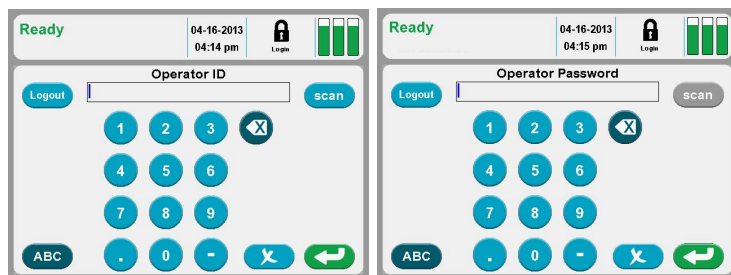 Ready
04-16-2013
04:14 pm
Login
Operator ID
Logout
scan
1 2 3 X
4 5 6
7 8 9
ABC . 0 -
Ready
04-16-2013
04:15 pm
Login
Operator Password
Logout
scan
1 2 3 X
4 5 6
7 8 9
ABC . 0 -